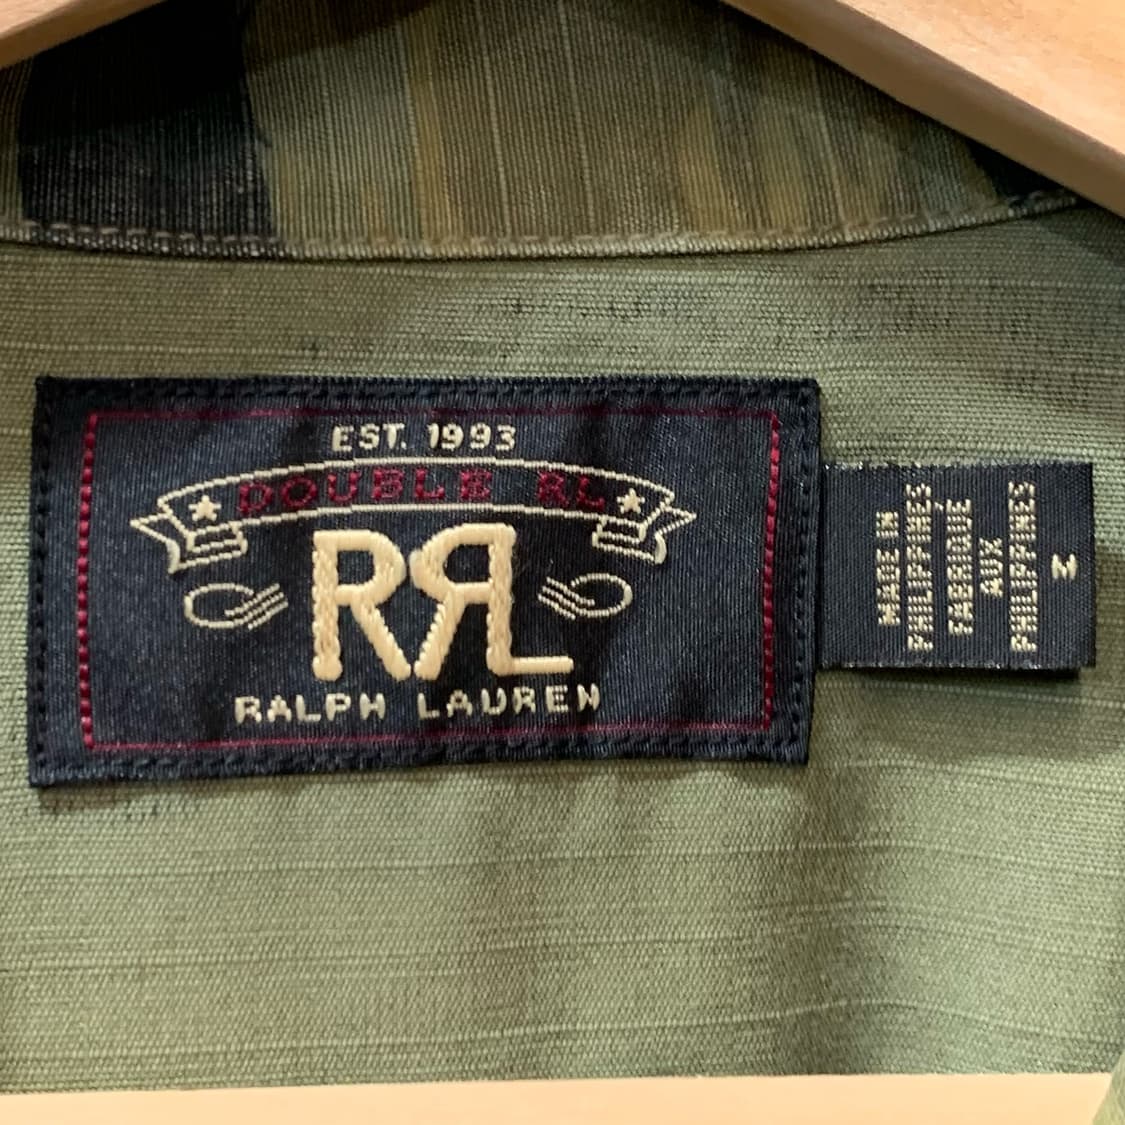 EST. 1993
DOUBLE RL
RRL
RALPH LAUREN
MADE IN
PHILIPPINES
FABRIQUE
AUX
PHILIPPINES
M